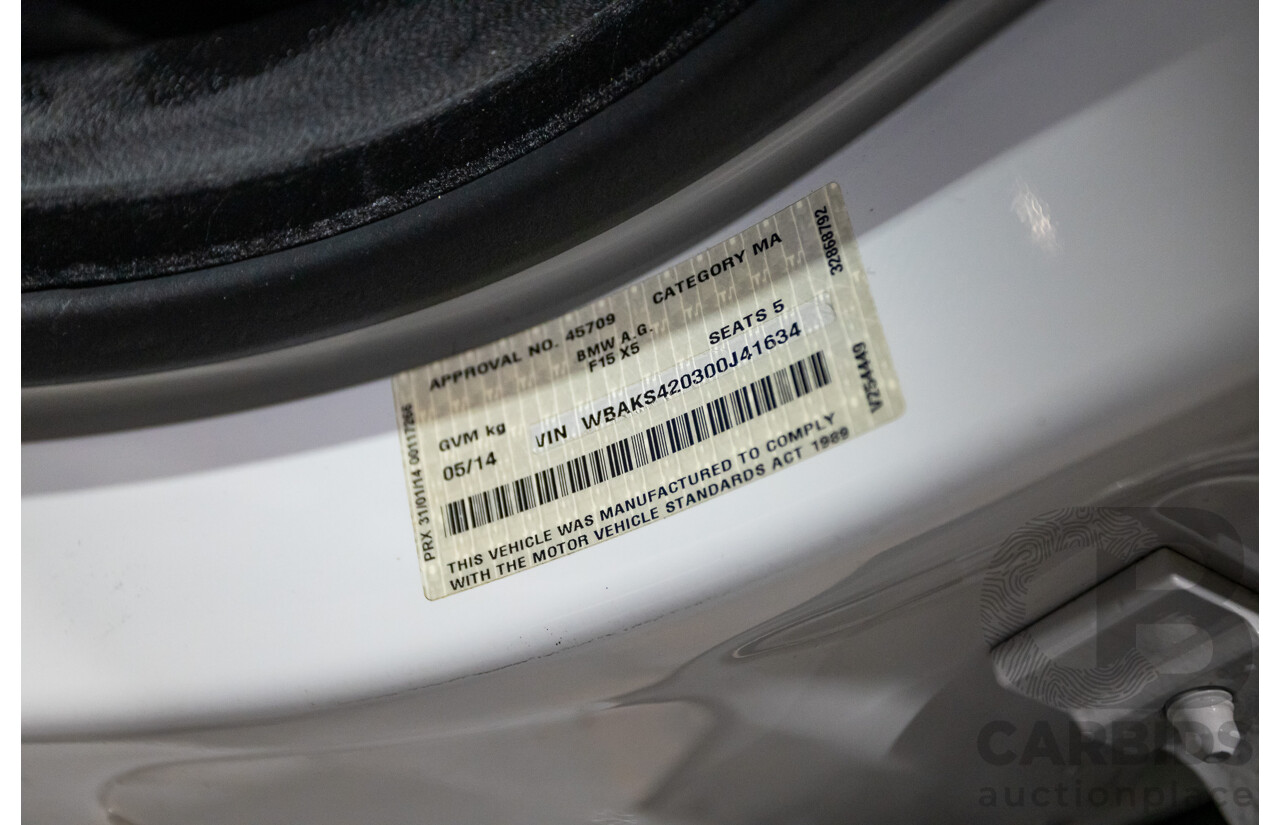 APPROVAL NO. 45709 CATEGORY MA
BMW A.G.
F15 X5 SEATS 5
GVM kg VIN WBAKS420300J41634
05/14
THIS VEHICLE WAS MANUFACTURED TO COMPLY
WITH THE MOTOR VEHICLE STANDARDS ACT 1989
PRX 31/01/14 00117266
32868792
V254449
CARBIDS
auctionplace